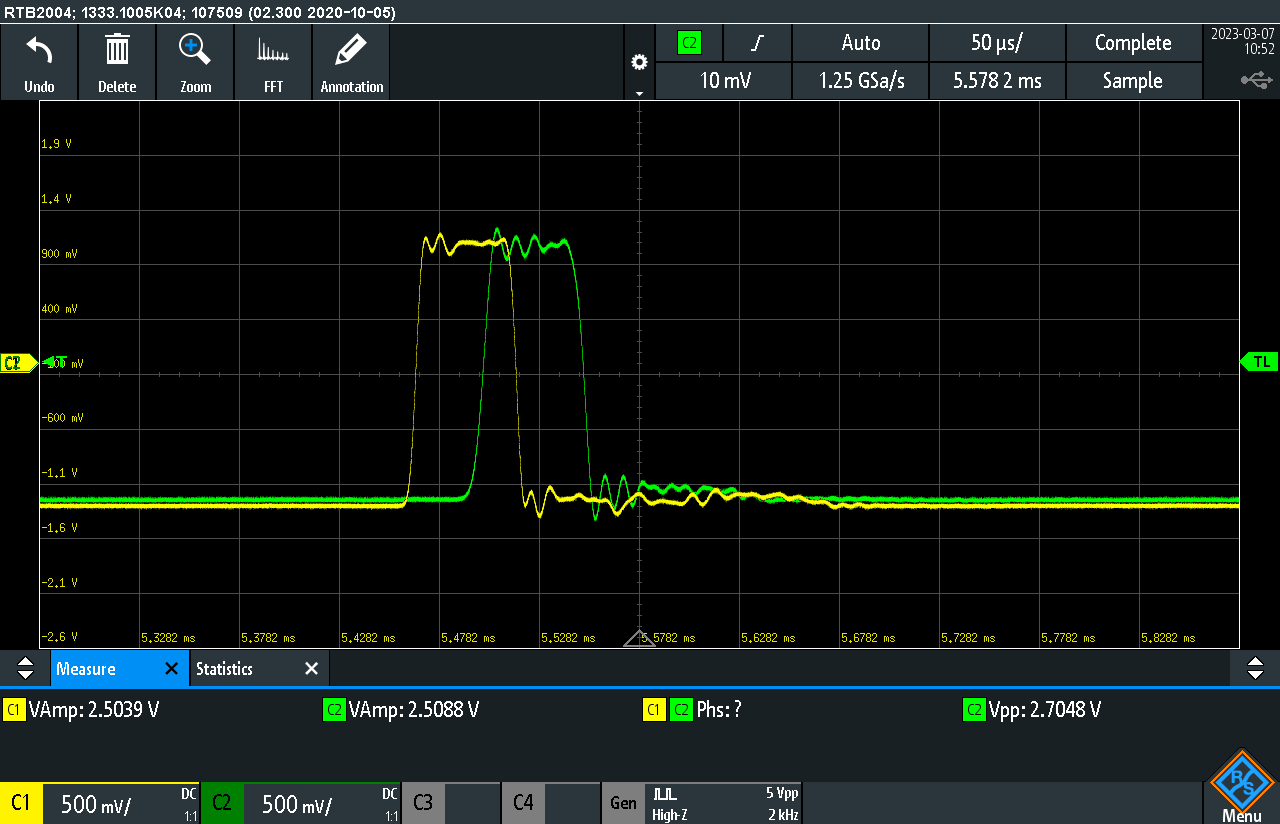 RTB2004; 1333.1005K04; 107509 (02.300 2020-10-05)
Undo
Delete
Zoom
FFT
Annotation
C2
Auto
50 µs/
Complete
10 mV
1.25 GSa/s
5.578 2 ms
Sample
2023-03-07
10:52
1.9 V
1.4 V
900 mV
400 mV
mV
-600 mV
-1.1 V
-1.6 V
-2.1 V
-2.6 V
TL
5.3282 ms
5.3782 ms
5.4282 ms
5.4782 ms
5.5282 ms
5.5782 ms
5.6282 ms
5.6782 ms
5.7282 ms
5.7782 ms
5.8282 ms
Measure
Statistics
C1 VAmp: 2.5039 V
C2 VAmp: 2.5088 V
C1 C2 Phs: ?
C2 Vpp: 2.7048 V
C1
500 mV/
DC
1:1
C2
500 mV/
DC
1:1
C3
C4
Gen
High-Z
5 Vpp
2 kHz
R&S
Menu